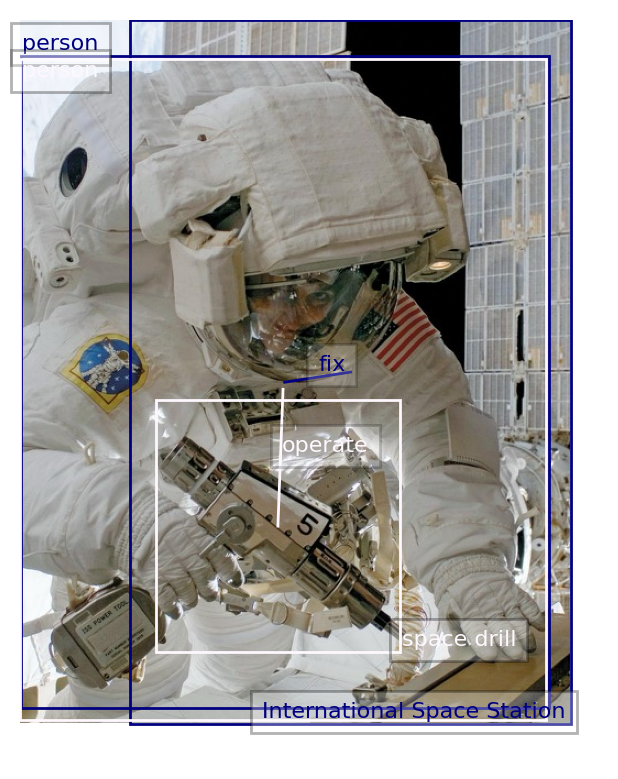 person
person
fix
operate
5
ISS POWER TOOL
space drill
International Space Station